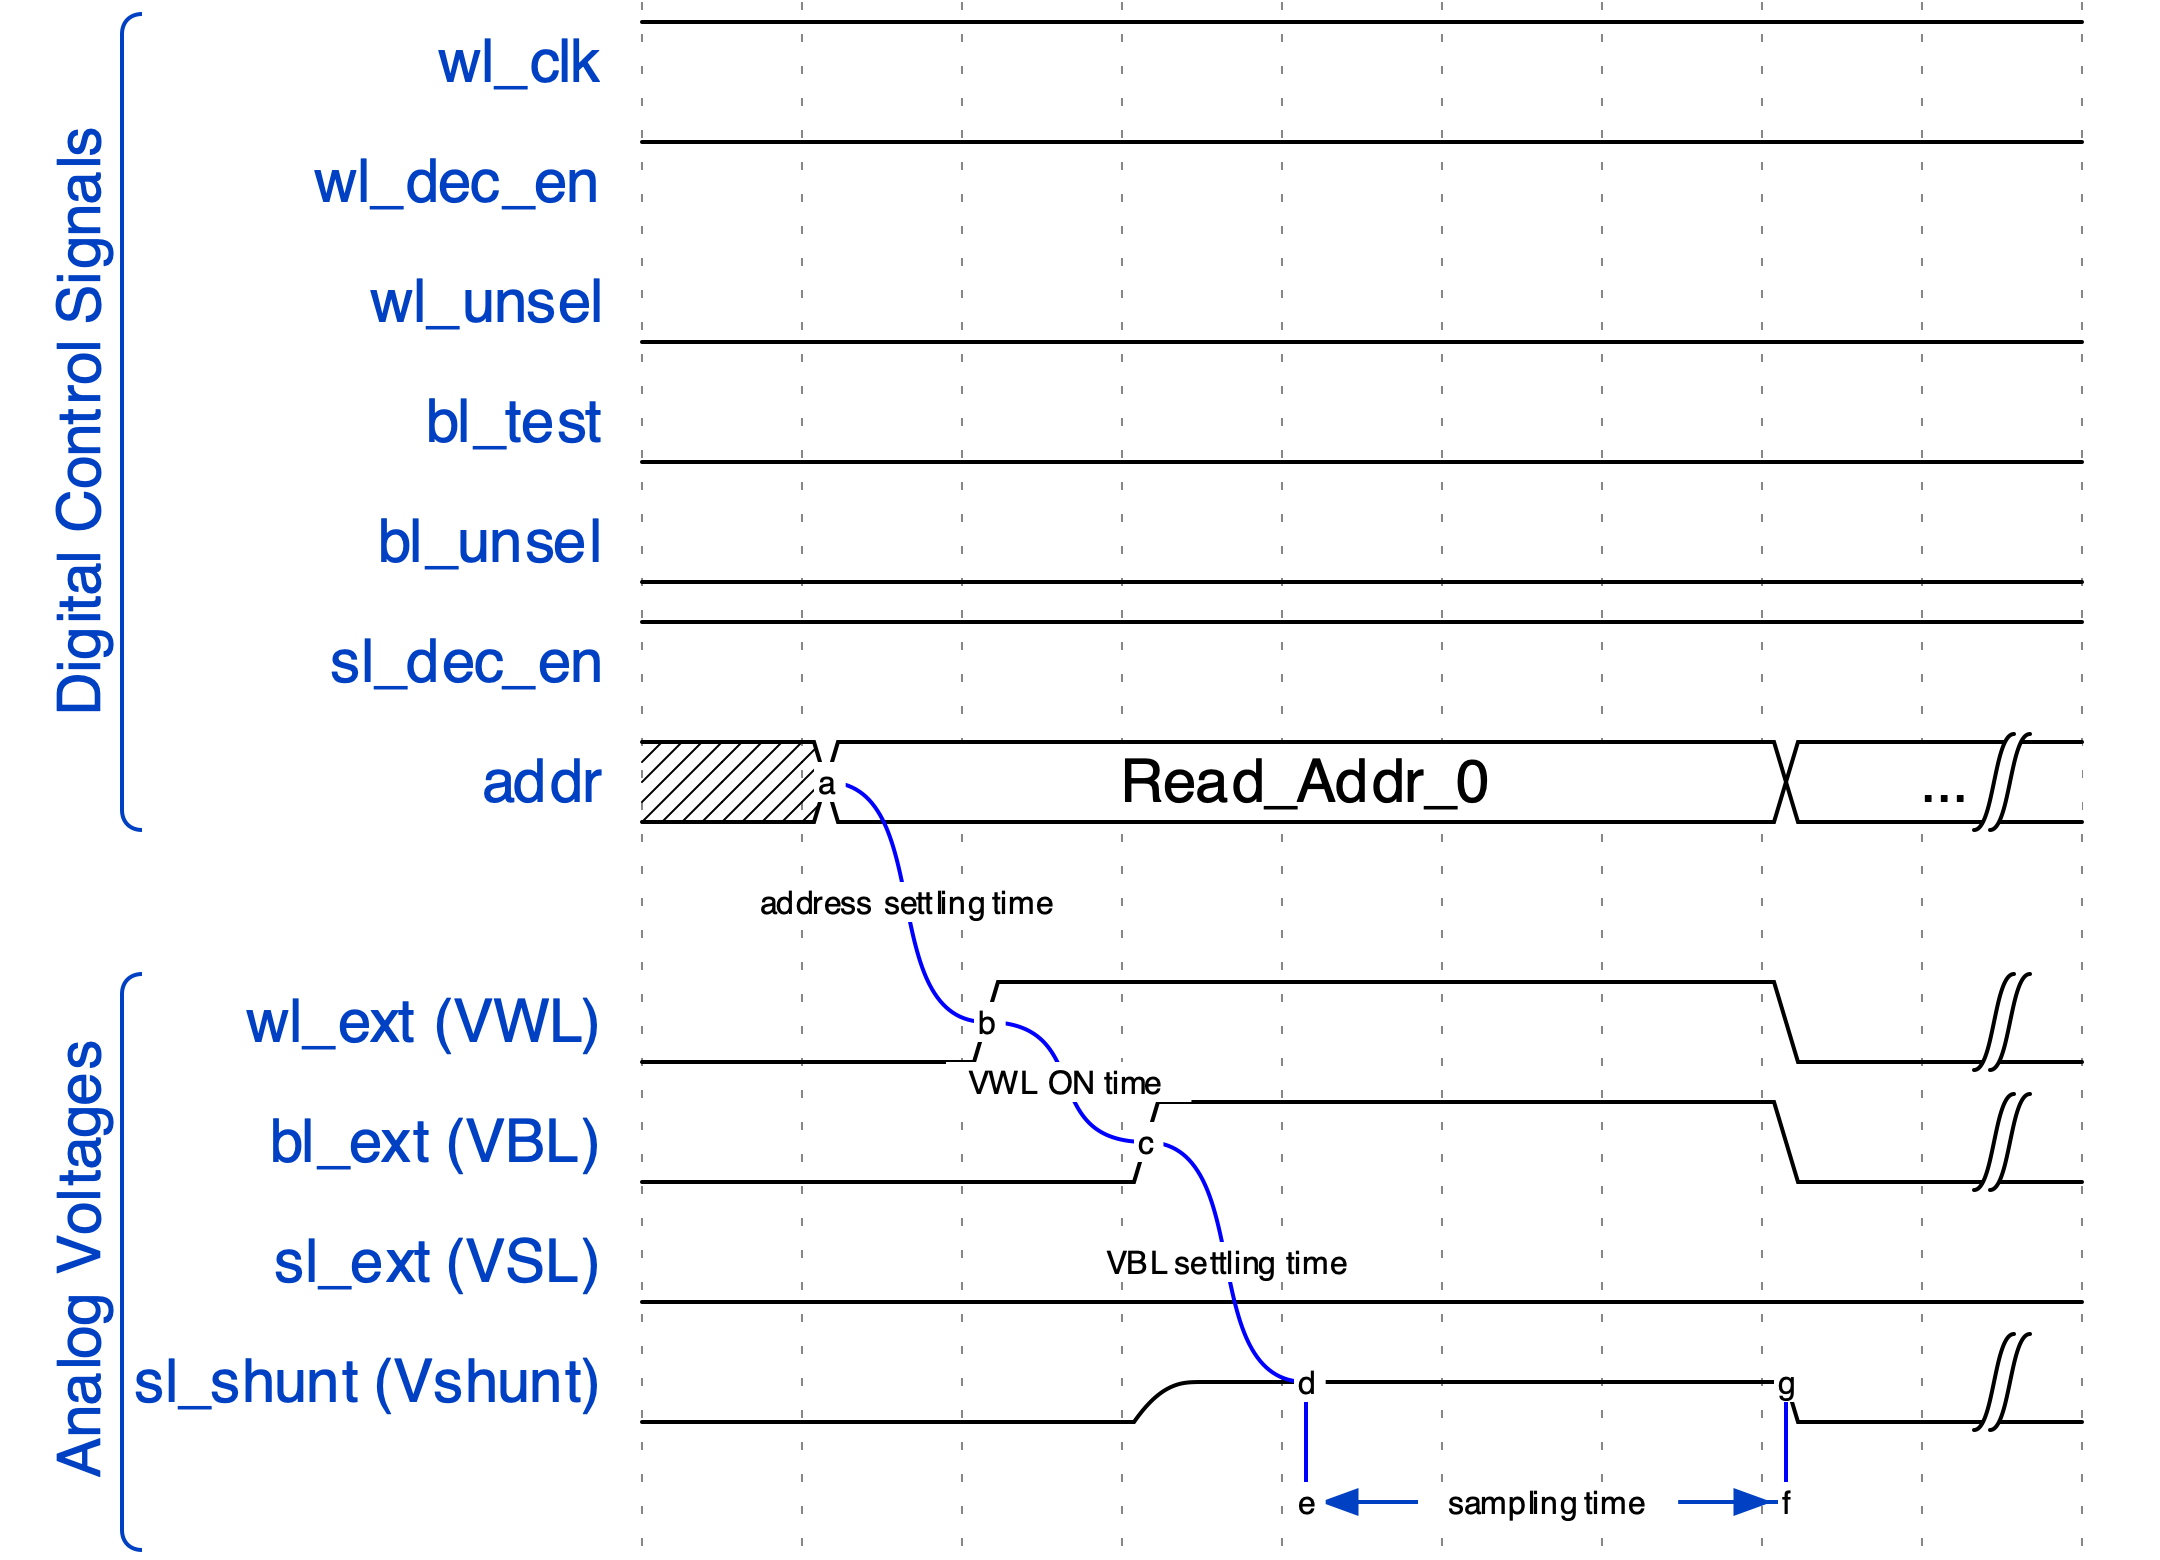 Digital Control Signals
wl_clk
wl_dec_en
wl_unsel
bl_test
bl_unsel
sl_dec_en
addr
a
Read_Addr_0
...
address settling time
Analog Voltages
wl_ext (VWL)
b
VWL ON time
bl_ext (VBL)
c
sl_ext (VSL)
VBL settling time
sl_shunt (Vshunt)
d
g
e
sampling time
f